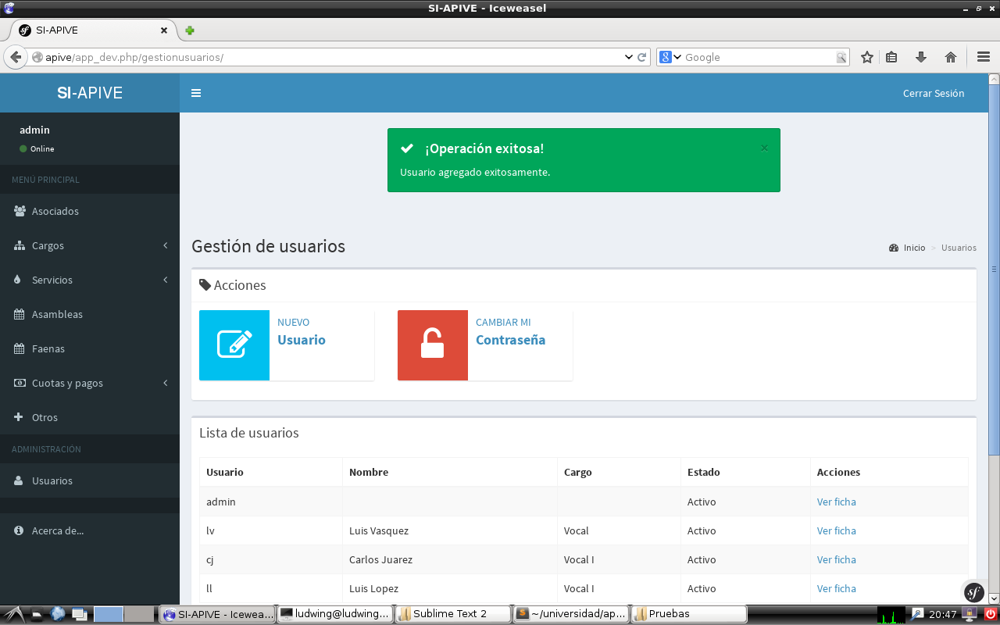 SI-APIVE - Iceweasel
SI-APIVE
apive/app_dev.php/gestionusuarios/
Google
SI-APIVE
Cerrar Sesión
admin
Online
MENÚ PRINCIPAL
Asociados
Cargos
Servicios
Asambleas
Faenas
Cuotas y pagos
Otros
ADMINISTRACIÓN
Usuarios
Acerca de...
¡Operación exitosa!
×
Usuario agregado exitosamente.
Gestión de usuarios
Inicio > Usuarios
Acciones
NUEVO
Usuario
CAMBIAR MI
Contraseña
Lista de usuarios
Usuario Nombre Cargo Estado Acciones
admin Activo Ver ficha
lv Luis Vasquez Vocal Activo Ver ficha
cj Carlos Juarez Vocal I Activo Ver ficha
ll Luis Lopez Vocal I Activo Ver ficha
SI-APIVE - Icewea... ludwing@ludwing... Sublime Text 2 ~/universidad/ap... Pruebas 20:47